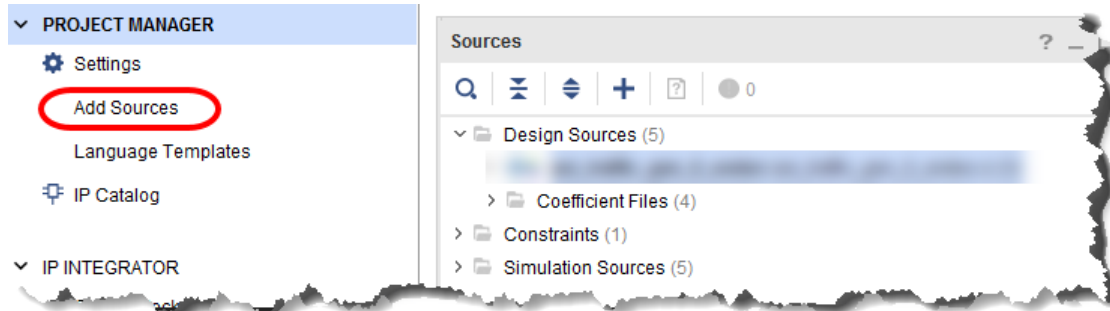 PROJECT MANAGER
Settings
Add Sources
Language Templates
IP Catalog
IP INTEGRATOR
Sources
?
0
Design Sources (5)
Coefficient Files (4)
Constraints (1)
Simulation Sources (5)